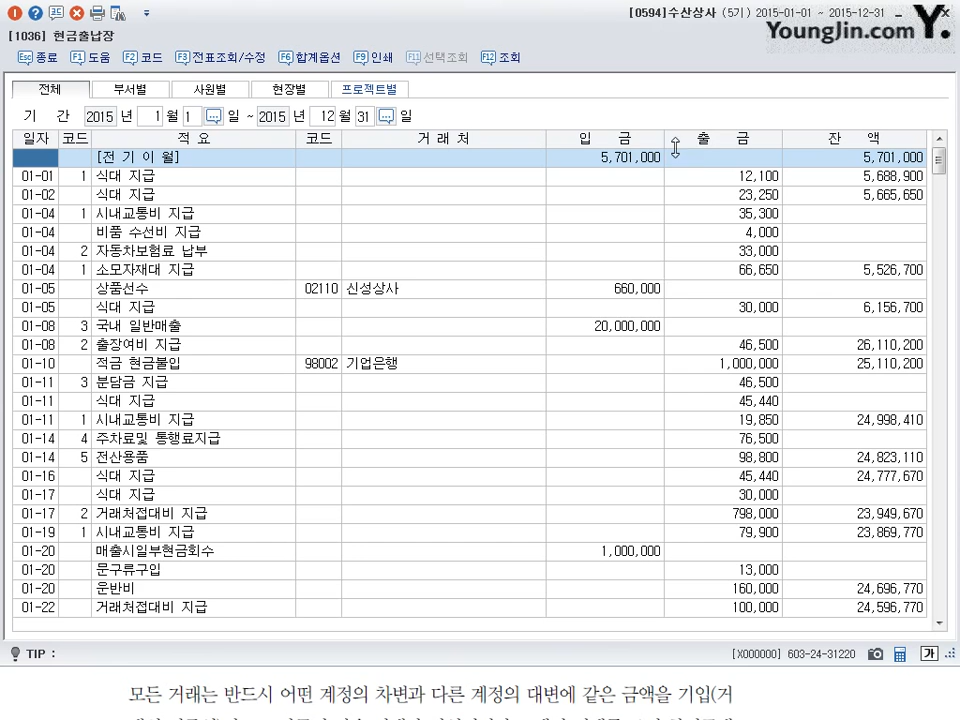 [0594]수산상사 (5기) 2015-01-01 ~ 2015-12-31
Younglin.com Y.
[1036] 현금출납장
Esc 종료 F1 도움 F2 코드 F3 전표조회/수정 F6 합계옵션 F9 인쇄 F11 선택조회 F12 조회
전체 부서별 사원별 현장별 프로젝트별
기 간 2015 년 1 월 1 일 ~ 2015 년 12 월 31 일
일자 코드 적 요 코드 거 래 처 입 금 출 금 잔 액
[전 기 이 월] 5,701,000 5,701,000
01-01 1 식대 지급 12,100 5,688,900
01-02 식대 지급 23,250 5,665,650
01-04 1 시내교통비 지급 35,300
01-04 비품 수선비 지급 4,000
01-04 2 자동차보험료 납부 33,000
01-04 1 소모자재대 지급 66,650 5,526,700
01-05 상품선수 02110 신성상사 660,000
01-05 식대 지급 30,000 6,156,700
01-08 3 국내 일반매출 20,000,000
01-08 2 출장여비 지급 46,500 26,110,200
01-10 적금 현금불입 98002 기업은행 1,000,000 25,110,200
01-11 3 분담금 지급 46,500
01-11 식대 지급 45,440
01-11 1 시내교통비 지급 19,850 24,998,410
01-14 4 주차료및 통행료지급 76,500
01-14 5 전산용품 98,800 24,823,110
01-16 식대 지급 45,440 24,777,670
01-17 식대 지급 30,000
01-17 2 거래처접대비 지급 798,000 23,949,670
01-19 1 시내교통비 지급 79,900 23,869,770
01-20 매출시일부현금회수 1,000,000
01-20 문구류구입 13,000
01-20 운반비 160,000 24,696,770
01-22 거래처접대비 지급 100,000 24,596,770
TIP : [X000000] 603-24-31220 가
모든 거래는 반드시 어떤 계정의 차변과 다른 계정의 대변에 같은 금액을 기입(거